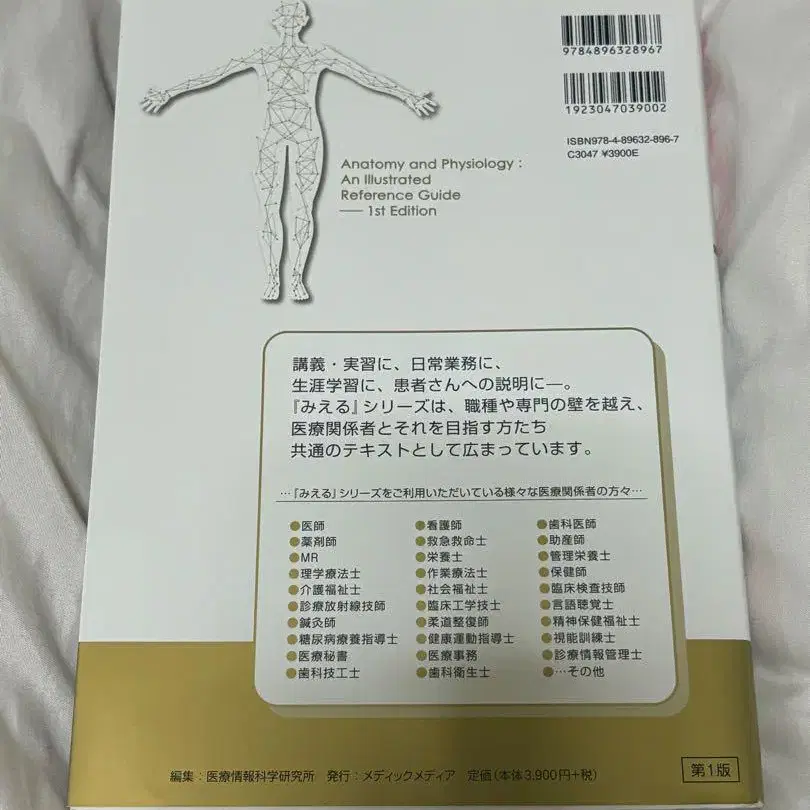 9784896328967
1923047039002
ISBN978-4-89632-896-7
C3047 ¥3900E
Anatomy and Physiology :
An Illustrated
Reference Guide
— 1st Edition
講義・実習に、日常業務に、
生涯学習に、患者さんへの説明に―。
『みえる』シリーズは、職種や専門の壁を越え、
医療関係者とそれを目指す方たち
共通のテキストとして広まっています。
…『みえる』シリーズをご利用いただいている様々な医療関係者の方々…
●医師 ●看護師 ●歯科医師
●薬剤師 ●救急救命士 ●助産師
●MR ●栄養士 ●管理栄養士
●理学療法士 ●作業療法士 ●保健師
●介護福祉士 ●社会福祉士 ●臨床検査技師
●診療放射線技師 ●臨床工学技士 ●言語聴覚士
●鍼灸師 ●柔道整復師 ●精神保健福祉士
●糖尿病療養指導士 ●健康運動指導士 ●視能訓練士
●医療秘書 ●医療事務 ●診療情報管理士
●歯科技工士 ●歯科衛生士 ●…その他
編集：医療情報科学研究所 発行：メディックメディア 定価（本体3,900円+税）
第1版